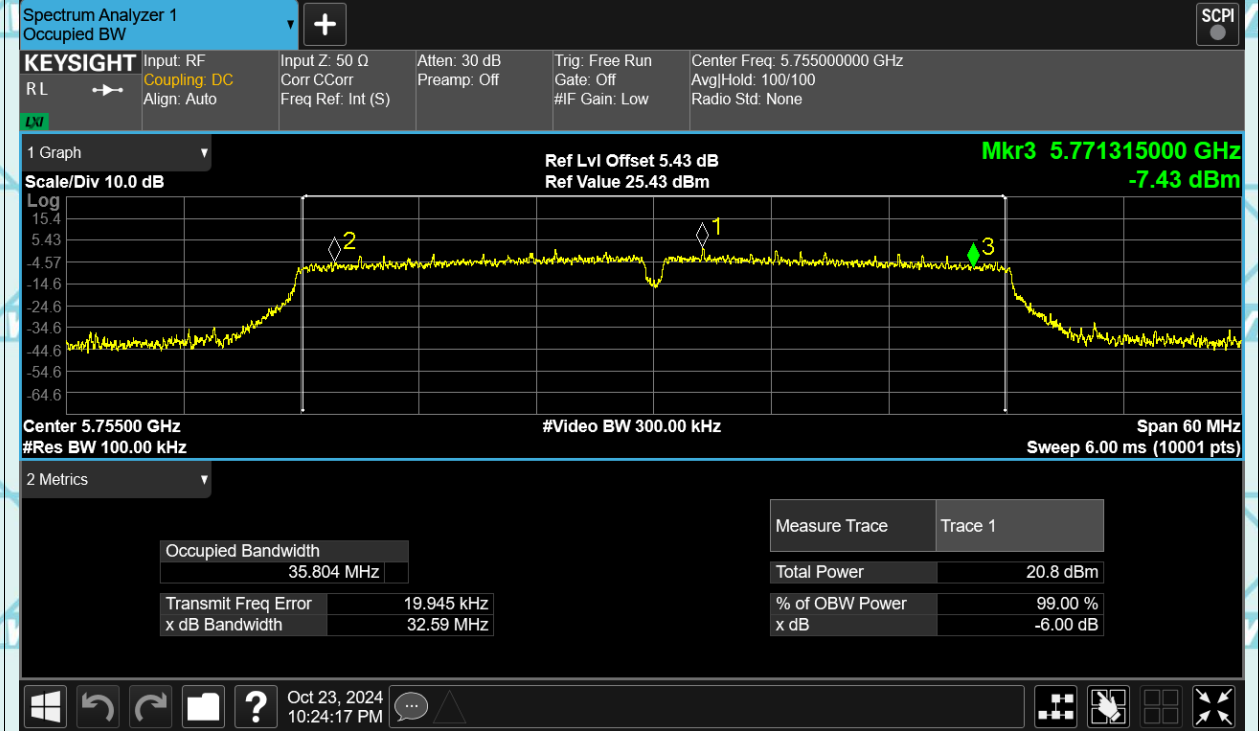 Spectrum Analyzer 1
Occupied BW
SCPI
KEYSIGHT
R L
LXI
Input: RF
Coupling: DC
Align: Auto
Input Z: 50 Ω
Corr CCorr
Freq Ref: Int (S)
Atten: 30 dB
Preamp: Off
Trig: Free Run
Gate: Off
#IF Gain: Low
Center Freq: 5.755000000 GHz
Avg|Hold: 100/100
Radio Std: None
1 Graph
Scale/Div 10.0 dB
Ref Lvl Offset 5.43 dB
Ref Value 25.43 dBm
Mkr3 5.771315000 GHz
-7.43 dBm
Log
15.4
5.43
-4.57
-14.6
-24.6
-34.6
-44.6
-54.6
-64.6
2
1
3
Center 5.75500 GHz
#Video BW 300.00 kHz
Span 60 MHz
#Res BW 100.00 kHz
Sweep 6.00 ms (10001 pts)
2 Metrics
Measure Trace Trace 1
Occupied Bandwidth
35.804 MHz
Total Power 20.8 dBm
Transmit Freq Error 19.945 kHz
% of OBW Power 99.00 %
x dB Bandwidth 32.59 MHz
x dB -6.00 dB
?
Oct 23, 2024
10:24:17 PM